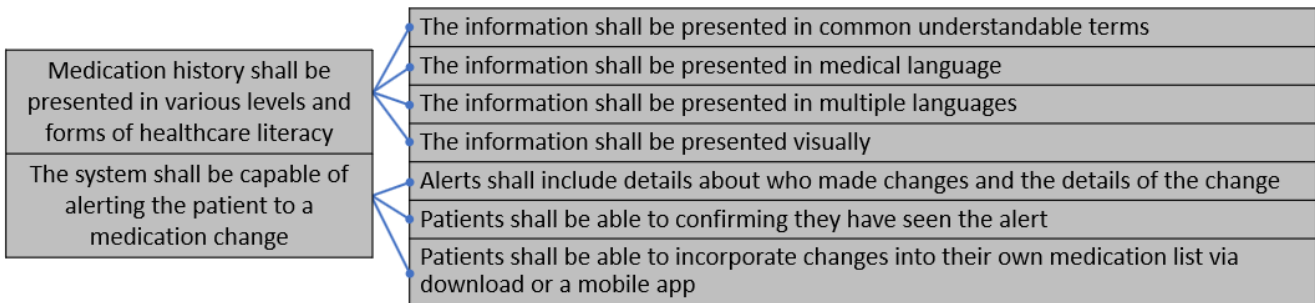 Medication history shall be
presented in various levels and
forms of healthcare literacy
The information shall be presented in common understandable terms
The information shall be presented in medical language
The information shall be presented in multiple languages
The information shall be presented visually
The system shall be capable of
alerting the patient to a
medication change
Alerts shall include details about who made changes and the details of the change
Patients shall be able to confirming they have seen the alert
Patients shall be able to incorporate changes into their own medication list via
download or a mobile app